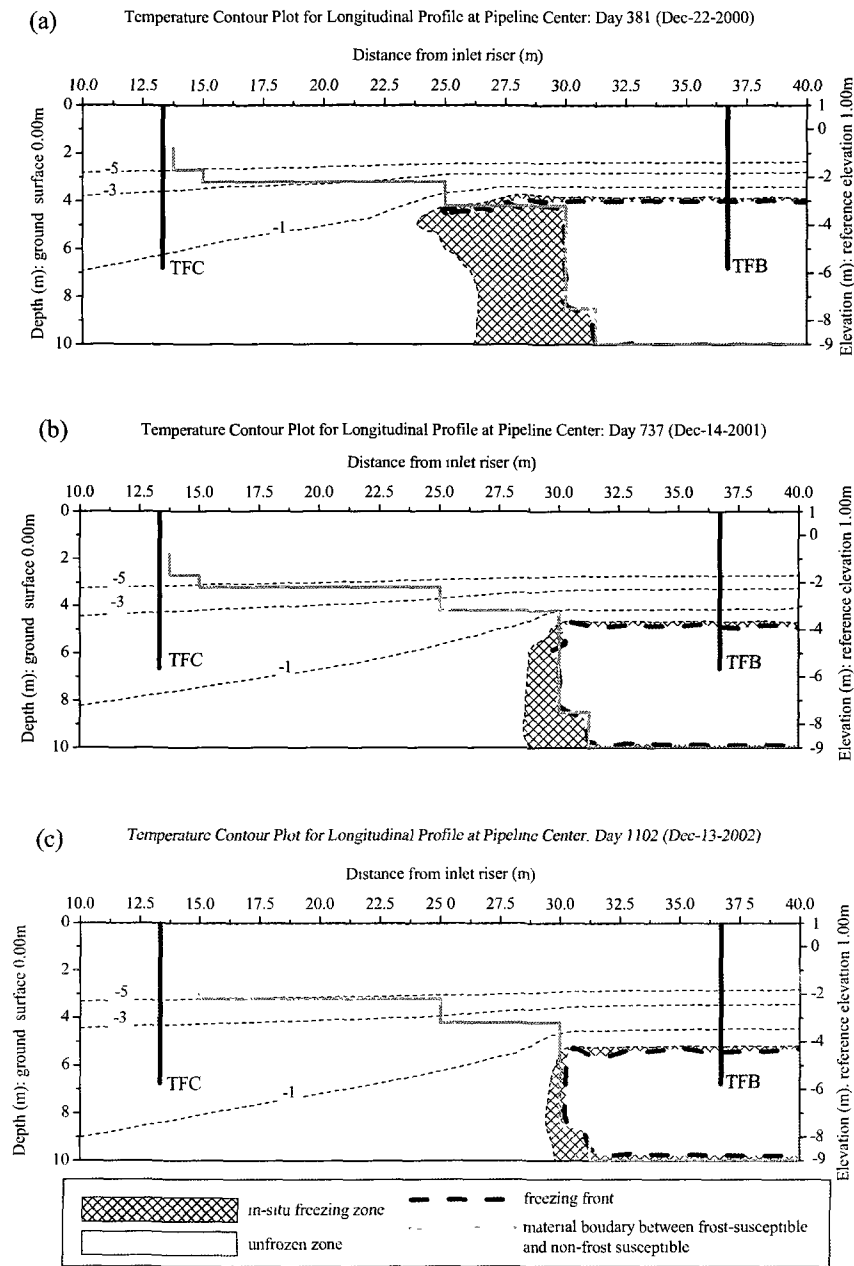 (a)
Temperature Contour Plot for Longitudinal Profile at Pipeline Center: Day 381 (Dec-22-2000)
Distance from inlet riser (m)
10.0 12.5 15.0 17.5 20.0 22.5 25.0 27.5 30.0 32.5 35.0 37.5 40.0
Depth (m): ground surface 0.00m
0
2
4
6
8
10
-5
-3
-1
TFC
TFB
1
0
-2
-4
-6
-8
-9
Elevation (m): reference elevation 1.00m
(b)
Temperature Contour Plot for Longitudinal Profile at Pipeline Center: Day 737 (Dec-14-2001)
Distance from inlet riser (m)
10.0 12.5 15.0 17.5 20.0 22.5 25.0 27.5 30.0 32.5 35.0 37.5 40.0
Depth (m): ground surface 0.00m
0
2
4
6
8
10
-5
-3
-1
TFC
TFB
1
0
-2
-4
-6
-8
-9
Elevation (m): reference elevation 1.00m
(c)
Temperature Contour Plot for Longitudinal Profile at Pipeline Center. Day 1102 (Dec-13-2002)
Distance from inlet riser (m)
10.0 12.5 15.0 17.5 20.0 22.5 25.0 27.5 30.0 32.5 35.0 37.5 40.0
Depth (m): ground surface 0.00m
0
2
4
6
8
10
-5
-3
-1
TFC
TFB
1
0
-2
-4
-6
-8
-9
Elevation (m). reference elevation 1.00m
in-situ freezing zone
freezing front
unfrozen zone
material boudary between frost-susceptible
and non-frost susceptible